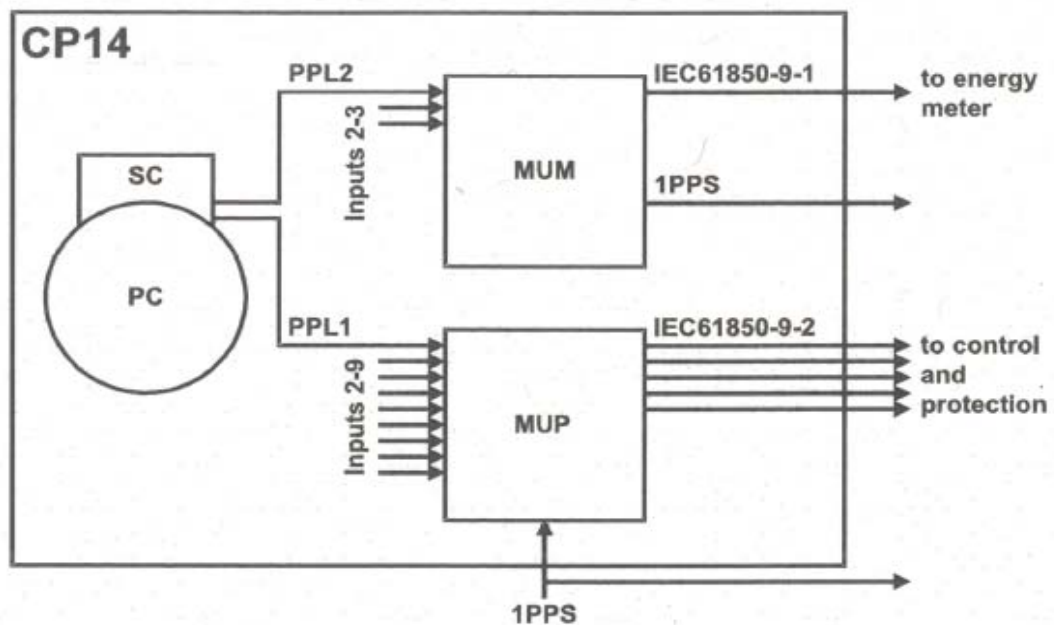 CP14
PPL2
IEC61850-9-1
to energy
meter
Inputs 2-3
SC
MUM
1PPS
PC
PPL1
IEC61850-9-2
to control
and
protection
Inputs 2-9
MUP
1PPS